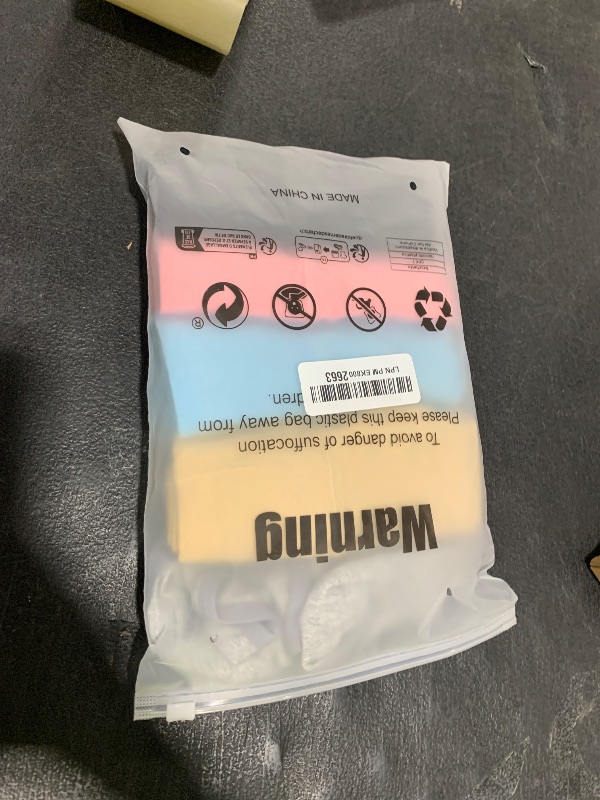 Warning
To avoid danger of suffocation
Please keep this plastic bag away from
dren.
LPN PM EK800 2663
®
MADE IN CHINA